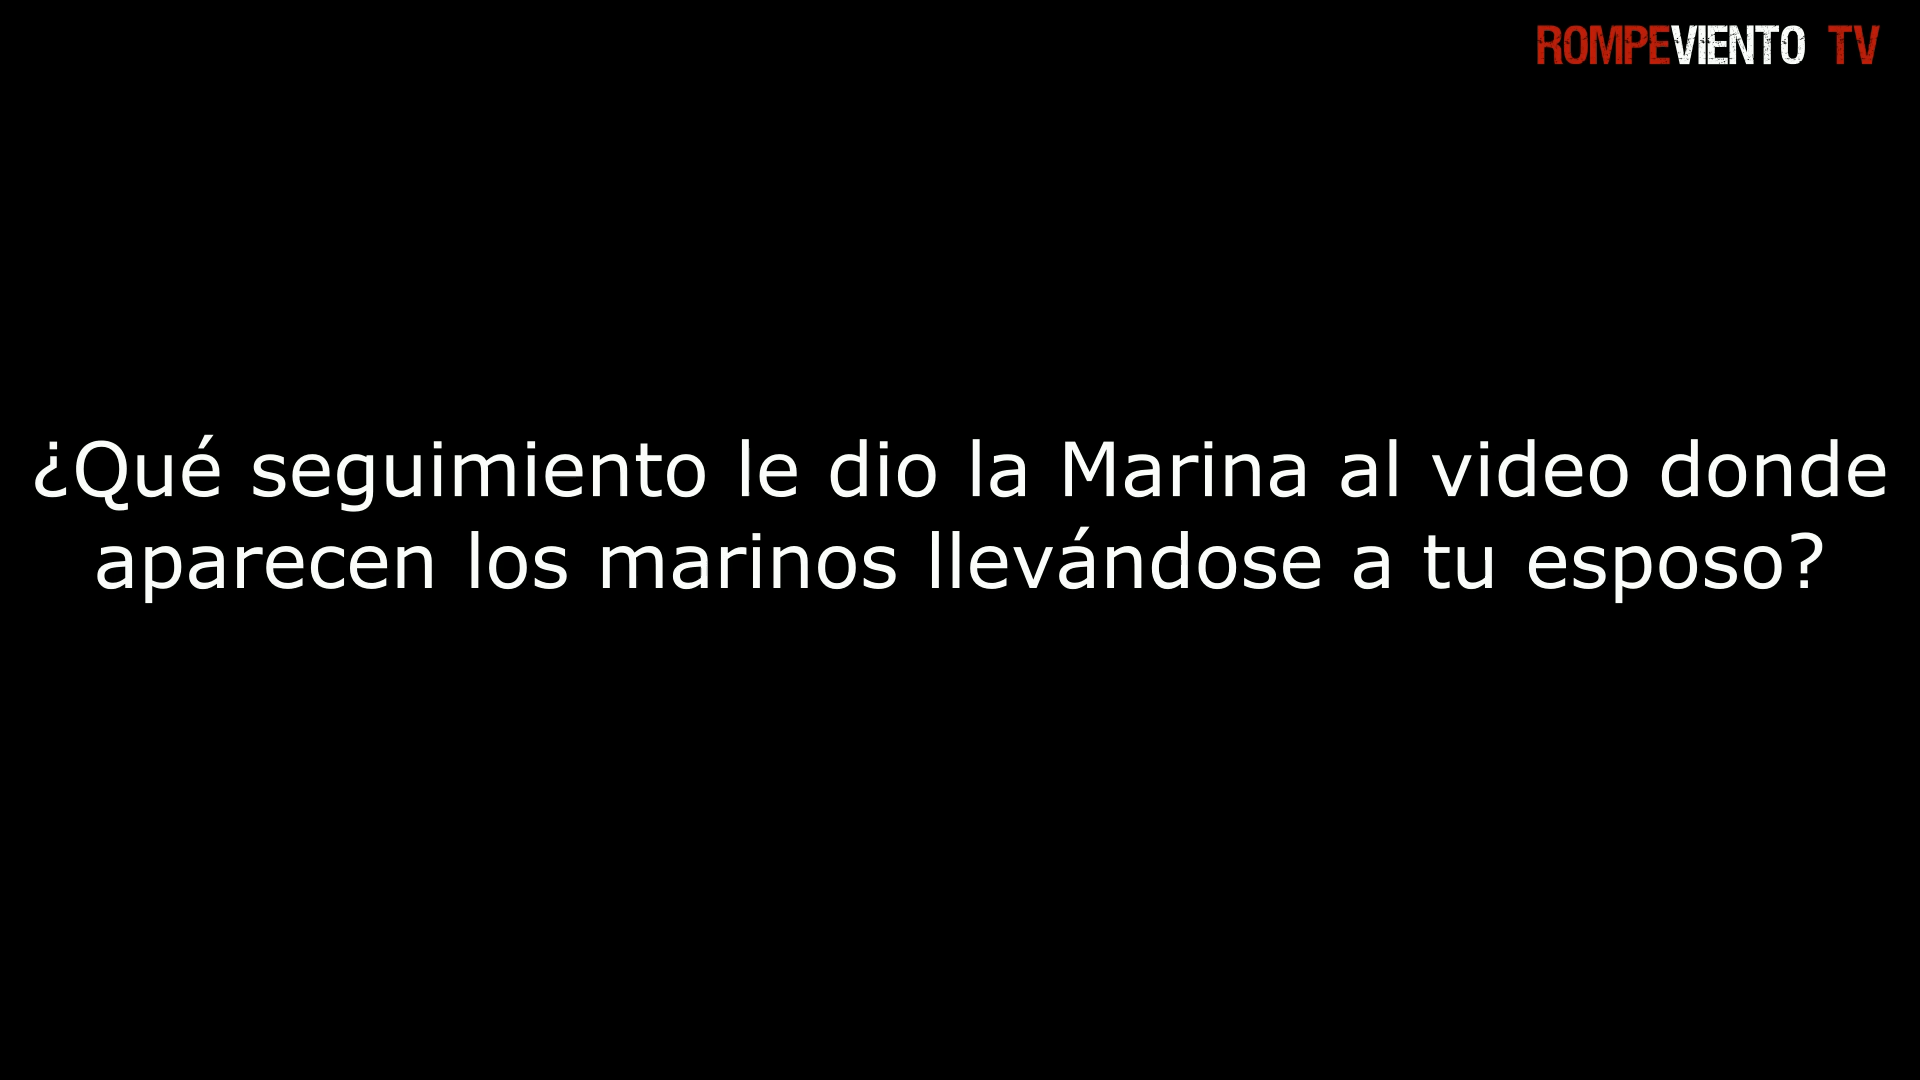 ROMPEVIENTO TV
¿Qué seguimiento le dio la Marina al video donde
aparecen los marinos llevándose a tu esposo?